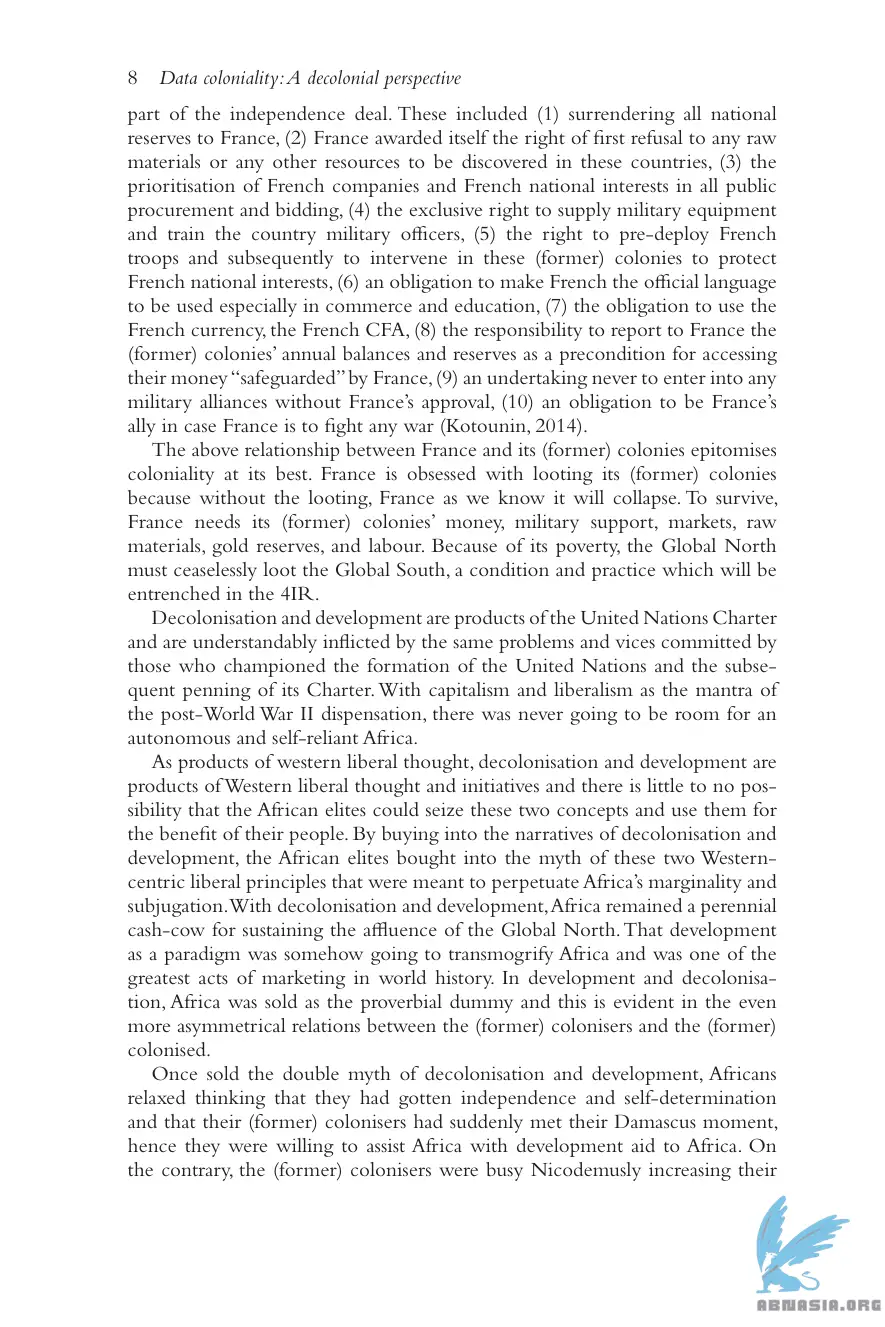 8 Data coloniality: A decolonial perspective
part of the independence deal. These included (1) surrendering all national
reserves to France, (2) France awarded itself the right of first refusal to any raw
materials or any other resources to be discovered in these countries, (3) the
prioritisation of French companies and French national interests in all public
procurement and bidding, (4) the exclusive right to supply military equipment
and train the country military officers, (5) the right to pre-deploy French
troops and subsequently to intervene in these (former) colonies to protect
French national interests, (6) an obligation to make French the official language
to be used especially in commerce and education, (7) the obligation to use the
French currency, the French CFA, (8) the responsibility to report to France the
(former) colonies' annual balances and reserves as a precondition for accessing
their money "safeguarded" by France, (9) an undertaking never to enter into any
military alliances without France's approval, (10) an obligation to be France's
ally in case France is to fight any war (Kotounin, 2014).
The above relationship between France and its (former) colonies epitomises
coloniality at its best. France is obsessed with looting its (former) colonies
because without the looting, France as we know it will collapse. To survive,
France needs its (former) colonies' money, military support, markets, raw
materials, gold reserves, and labour. Because of its poverty, the Global North
must ceaselessly loot the Global South, a condition and practice which will be
entrenched in the 4IR.
Decolonisation and development are products of the United Nations Charter
and are understandably inflicted by the same problems and vices committed by
those who championed the formation of the United Nations and the subse-
quent penning of its Charter. With capitalism and liberalism as the mantra of
the post-World War II dispensation, there was never going to be room for an
autonomous and self-reliant Africa.
As products of western liberal thought, decolonisation and development are
products of Western liberal thought and initiatives and there is little to no pos-
sibility that the African elites could seize these two concepts and use them for
the benefit of their people. By buying into the narratives of decolonisation and
development, the African elites bought into the myth of these two Western-
centric liberal principles that were meant to perpetuate Africa's marginality and
subjugation. With decolonisation and development, Africa remained a perennial
cash-cow for sustaining the affluence of the Global North. That development
as a paradigm was somehow going to transmogrify Africa and was one of the
greatest acts of marketing in world history. In development and decolonisa-
tion, Africa was sold as the proverbial dummy and this is evident in the even
more asymmetrical relations between the (former) colonisers and the (former)
colonised.
Once sold the double myth of decolonisation and development, Africans
relaxed thinking that they had gotten independence and self-determination
and that their (former) colonisers had suddenly met their Damascus moment,
hence they were willing to assist Africa with development aid to Africa. On
the contrary, the (former) colonisers were busy Nicodemusly increasing their
ABNASIA.ORG